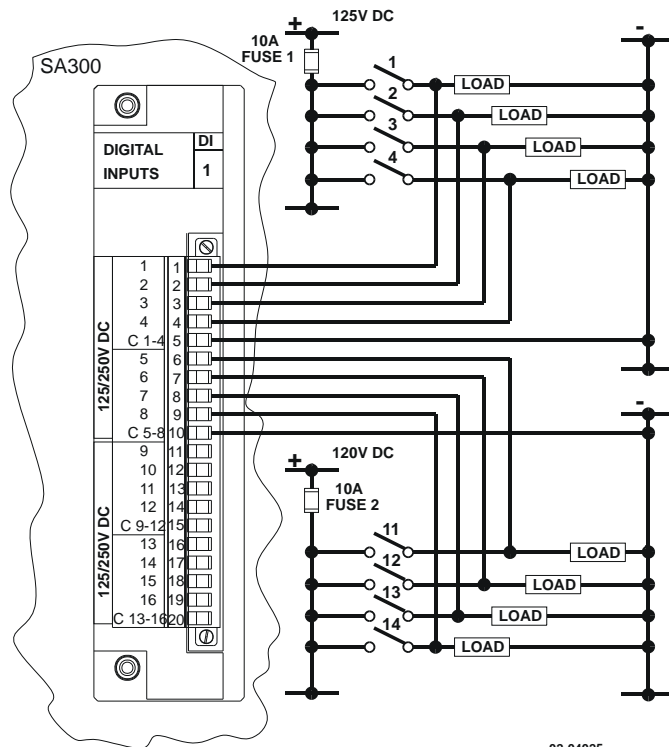 + 125V DC -
10A
FUSE 1
SA300
1 LOAD
2 LOAD
3 LOAD
4 LOAD
DIGITAL DI
INPUTS 1
125/250V DC
1 1
2 2
3 3
4 4
C 1-4 5
5 6
6 7
7 8
8 9
C 5-8 10
125/250V DC
9 11
10 12
11 13
12 14
C 9-12 15
13 16
14 17
15 18
16 19
C 13-16 20
+ 120V DC -
10A
FUSE 2
11 LOAD
12 LOAD
13 LOAD
14 LOAD